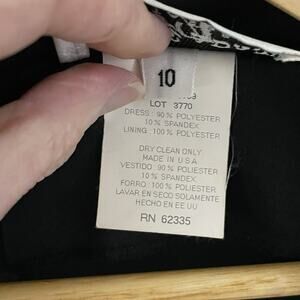 10
LOT 3770
DRESS: 90% POLYESTER
10% SPANDEX
LINING: 100% POLYESTER
DRY CLEAN ONLY
MADE IN U S A
VESTIDO: 90% POLIESTER
10% SPANDEX
FORRO: 100% POLIESTER
LAVAR EN SECO SOLAMENTE
HECHO EN EE UU
RN 62335